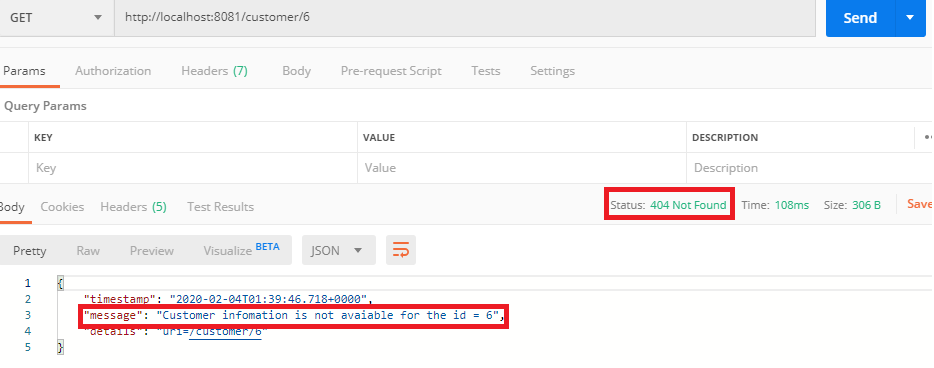 GET http://localhost:8081/customer/6 Send
Params Authorization Headers (7) Body Pre-request Script Tests Settings
Query Params
KEY VALUE DESCRIPTION
Key Value Description
Body Cookies Headers (5) Test Results Status: 404 Not Found Time: 108ms Size: 306 B Save
Pretty Raw Preview Visualize BETA JSON
1 {
2 "timestamp": "2020-02-04T01:39:46.718+0000",
3 "message": "Customer infomation is not avaiable for the id = 6",
4 "details": "uri=/customer/6"
5 }